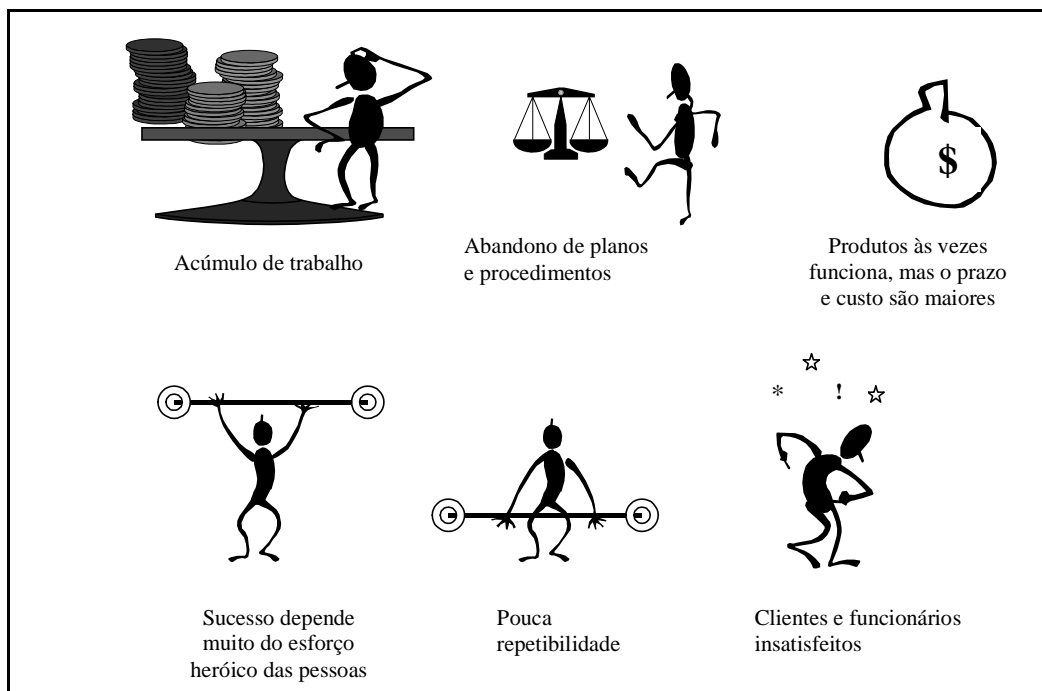 $
Acúmulo de trabalho
Abandono de planos
e procedimentos
Produtos às vezes
funciona, mas o prazo
e custo são maiores
* !
Sucesso depende
muito do esforço
heróico das pessoas
Pouca
repetibilidade
Clientes e funcionários
insatisfeitos